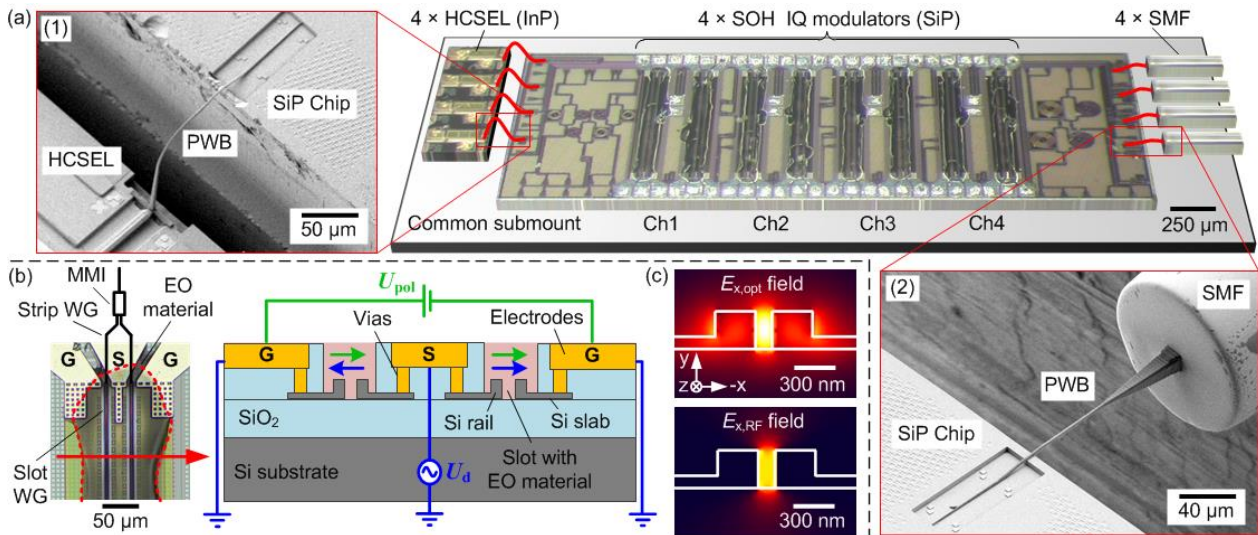 (a)
(1)
SiP Chip
PWB
HCSEL
50 µm
4 × HCSEL (InP)
4 × SOH IQ modulators (SiP)
4 × SMF
Common submount
Ch1
Ch2
Ch3
Ch4
250 µm
(b)
MMI
Strip WG
EO
material
G
S
G
Slot
WG
50 µm
U_pol
Vias
Electrodes
G
S
G
SiO₂
Si rail
Si slab
Si substrate
U_d
Slot with
EO material
(c)
E_x,opt field
y
z
-x
300 nm
E_x,RF field
300 nm
(2)
SMF
PWB
SiP Chip
40 µm